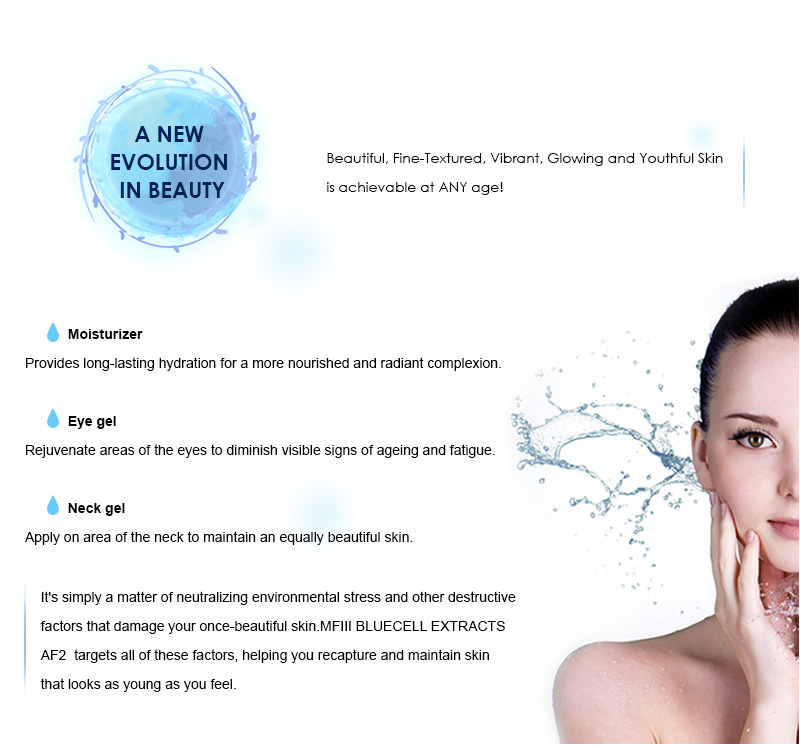 A NEW
EVOLUTION
IN BEAUTY
Beautiful, Fine-Textured, Vibrant, Glowing and Youthful Skin
is achievable at ANY age!
Moisturizer
Provides long-lasting hydration for a more nourished and radiant complexion.
Eye gel
Rejuvenate areas of the eyes to diminish visible signs of ageing and fatigue.
Neck gel
Apply on area of the neck to maintain an equally beautiful skin.
It's simply a matter of neutralizing environmental stress and other destructive
factors that damage your once-beautiful skin.MFIII BLUECELL EXTRACTS
AF2  targets all of these factors, helping you recapture and maintain skin
that looks as young as you feel.